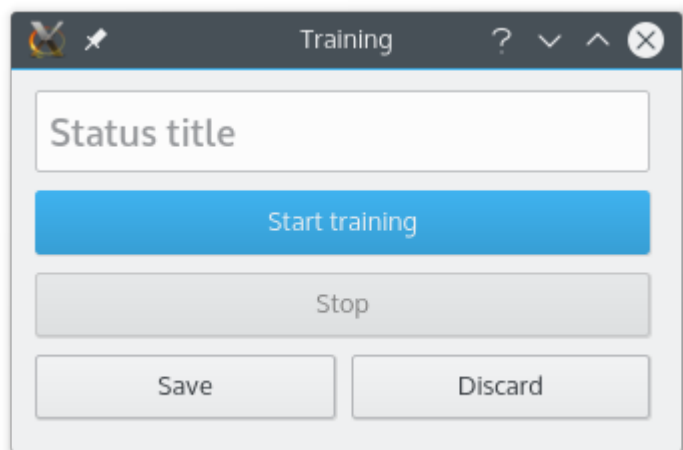 Training
Status title
Start training
Stop
Save Discard